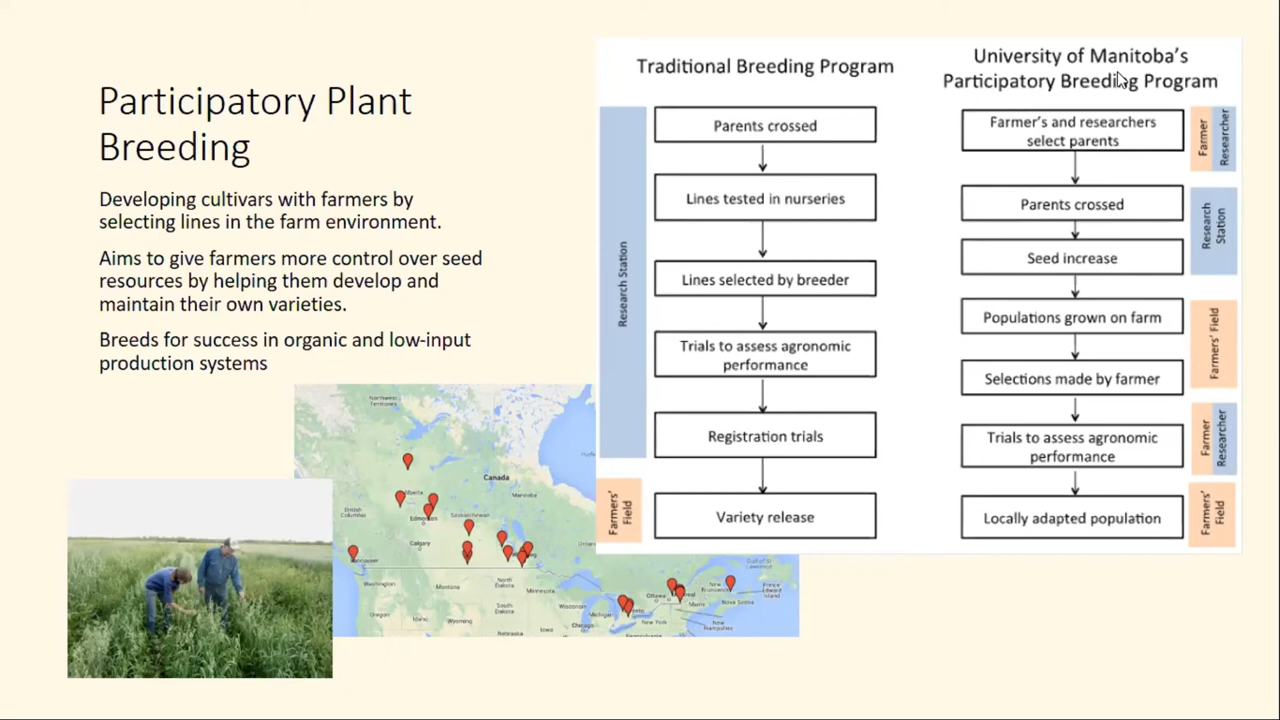 Participatory Plant
Breeding
Developing cultivars with farmers by
selecting lines in the farm environment.
Aims to give farmers more control over seed
resources by helping them develop and
maintain their own varieties.
Breeds for success in organic and low-input
production systems
Traditional Breeding Program
Research Station
Parents crossed
Lines tested in nurseries
Lines selected by breeder
Trials to assess agronomic
performance
Registration trials
Farmers'
Field
Variety release
University of Manitoba's
Participatory Breeding Program
Farmer's and researchers
select parents
Farmer
Researcher
Parents crossed
Seed increase
Research
Station
Populations grown on farm
Selections made by farmer
Farmers' Field
Trials to assess agronomic
performance
Farmer
Researcher
Locally adapted population
Farmers'
Field
Northwest
Territories
Canada
British
Columbia
Alberta
Edmonton
Saskatchewan
Manitoba
Calgary
Vancouver
Washington
Montana
North
Dakota
Minnesota
Oregon
Idaho
Wyoming
South
Dakota
Wisconsin
Michigan
Toronto
Ottawa
Montreal
Maine
New
Brunswick
Prince
Edward
Island
Nova Scotia
Nebraska
Iowa
Chicago
New York
New
Hampshire
Pennsylvania